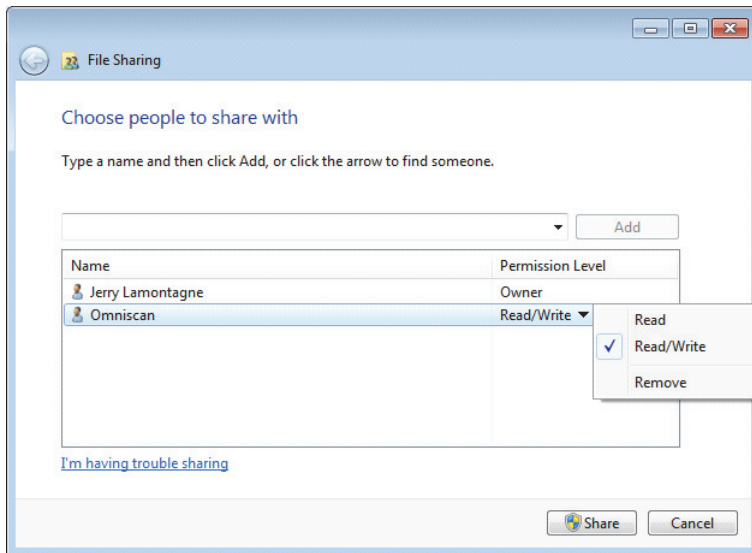 File Sharing
Choose people to share with
Type a name and then click Add, or click the arrow to find someone.
Add
Name Permission Level
Jerry Lamontagne Owner
Omniscan Read/Write
Read
Read/Write
Remove
I'm having trouble sharing
Share Cancel